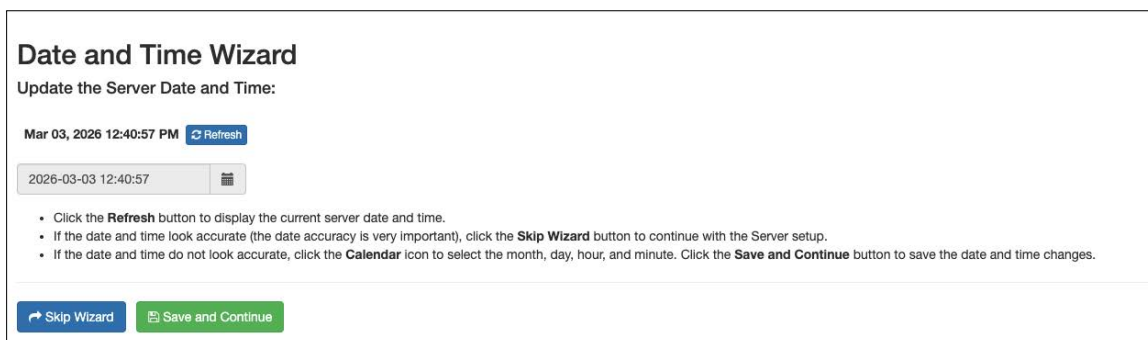 Date and Time Wizard
Update the Server Date and Time:
Mar 03, 2026 12:40:57 PM Refresh
2026-03-03 12:40:57
• Click the Refresh button to display the current server date and time.
• If the date and time look accurate (the date accuracy is very important), click the Skip Wizard button to continue with the Server setup.
• If the date and time do not look accurate, click the Calendar icon to select the month, day, hour, and minute. Click the Save and Continue button to save the date and time changes.
Skip Wizard Save and Continue